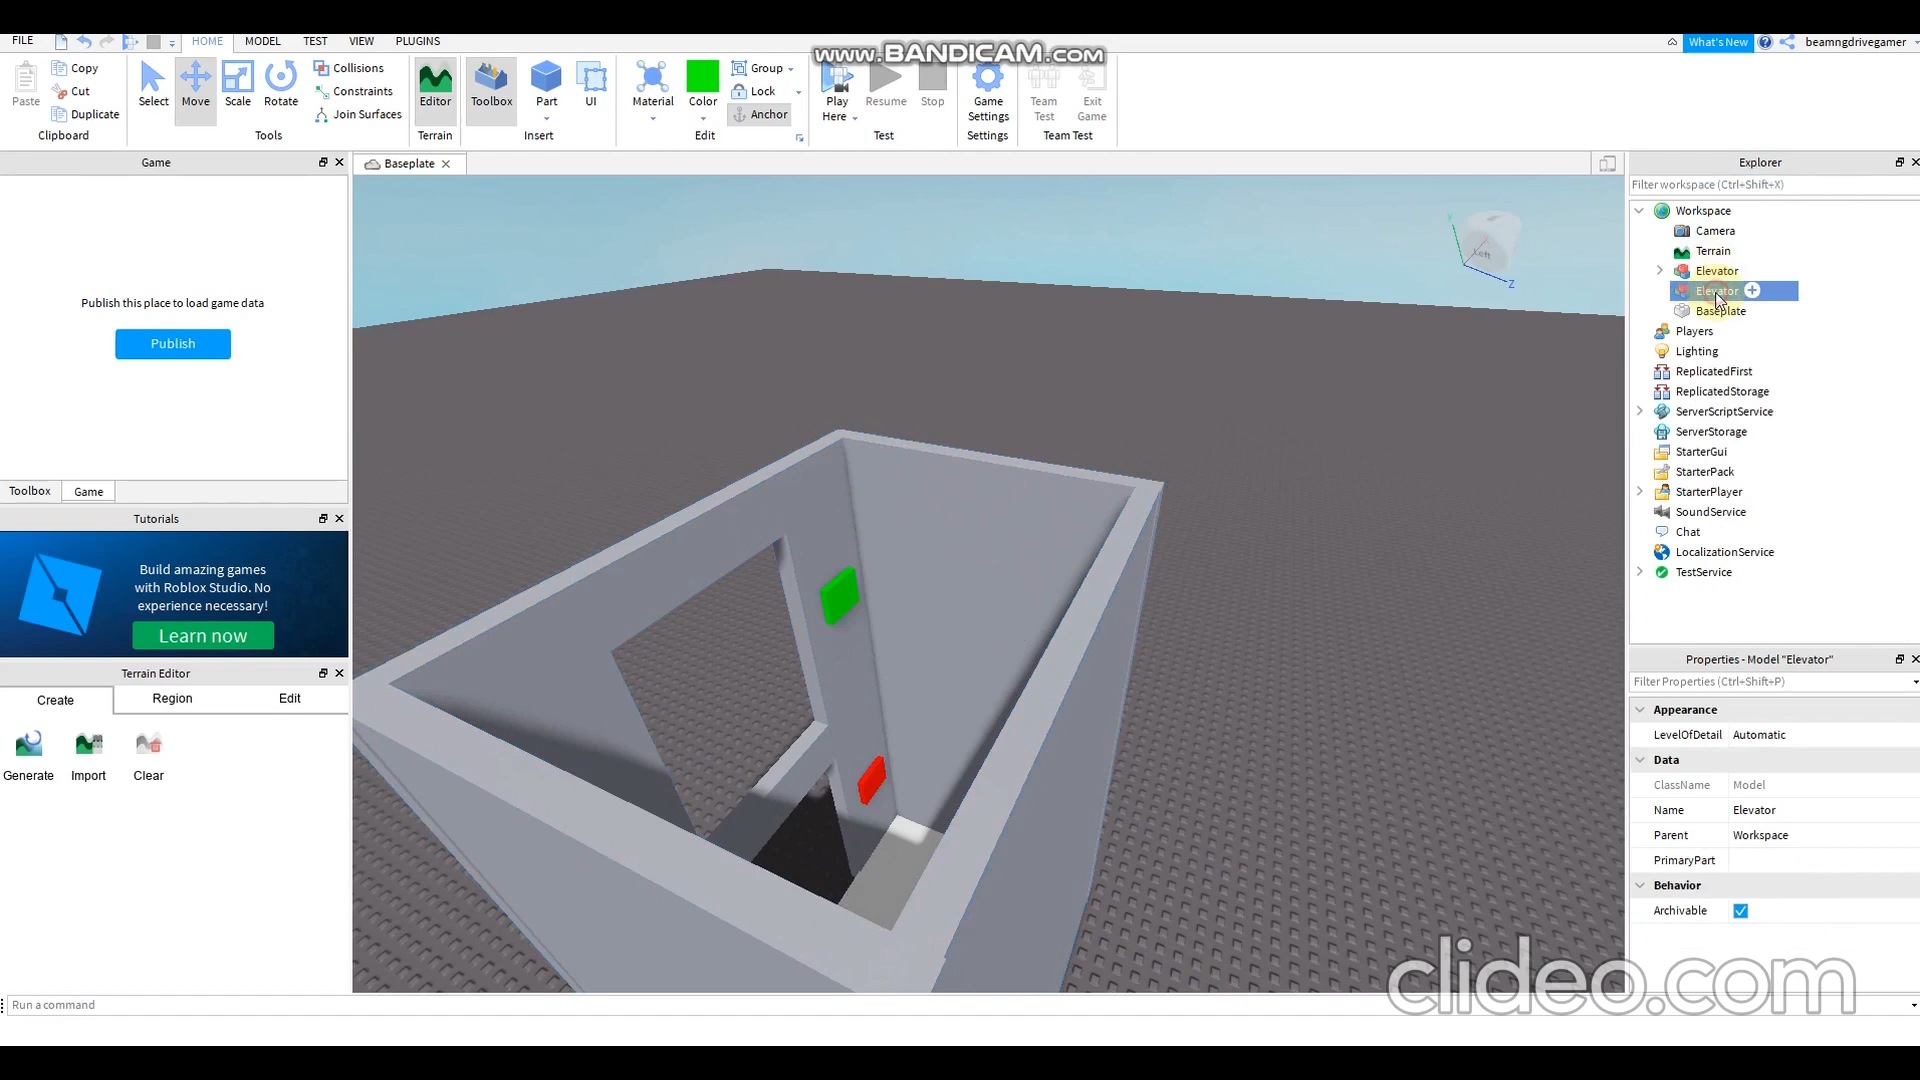 FILE
HOME
MODEL
TEST
VIEW
PLUGINS
www.BANDICAM.com
What's New
beamngdrivegamer
Paste
Copy
Cut
Duplicate
Clipboard
Select
Move
Scale
Rotate
Collisions
Constraints
Join Surfaces
Tools
Editor
Terrain
Toolbox
Part
UI
Insert
Material
Color
Group
Lock
Anchor
Edit
Play
Here
Resume
Stop
Test
Game
Settings
Settings
Team
Test
Exit
Game
Team Test
Game
Publish this place to load game data
Publish
Toolbox
Game
Tutorials
Build amazing games
with Roblox Studio. No
experience necessary!
Learn now
Terrain Editor
Create
Region
Edit
Generate
Import
Clear
Baseplate
Left
Y
Z
Explorer
Filter workspace (Ctrl+Shift+X)
Workspace
Camera
Terrain
Elevator
Elevator
Baseplate
Players
Lighting
ReplicatedFirst
ReplicatedStorage
ServerScriptService
ServerStorage
StarterGui
StarterPack
StarterPlayer
SoundService
Chat
LocalizationService
TestService
Properties - Model "Elevator"
Filter Properties (Ctrl+Shift+P)
Appearance
LevelOfDetail Automatic
Data
ClassName Model
Name Elevator
Parent Workspace
PrimaryPart
Behavior
Archivable
clideo.com
Run a command